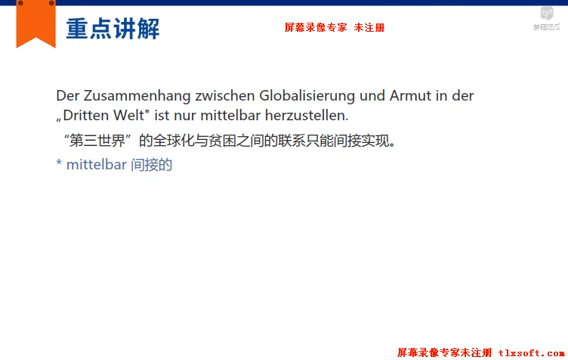 重点讲解
屏幕录像专家 未注册
Der Zusammenhang zwischen Globalisierung und Armut in der
„Dritten Welt" ist nur mittelbar herzustellen.
“第三世界”的全球化与贫困之间的联系只能间接实现。
* mittelbar 间接的
屏幕录像专家未注册 tlxsoft.com